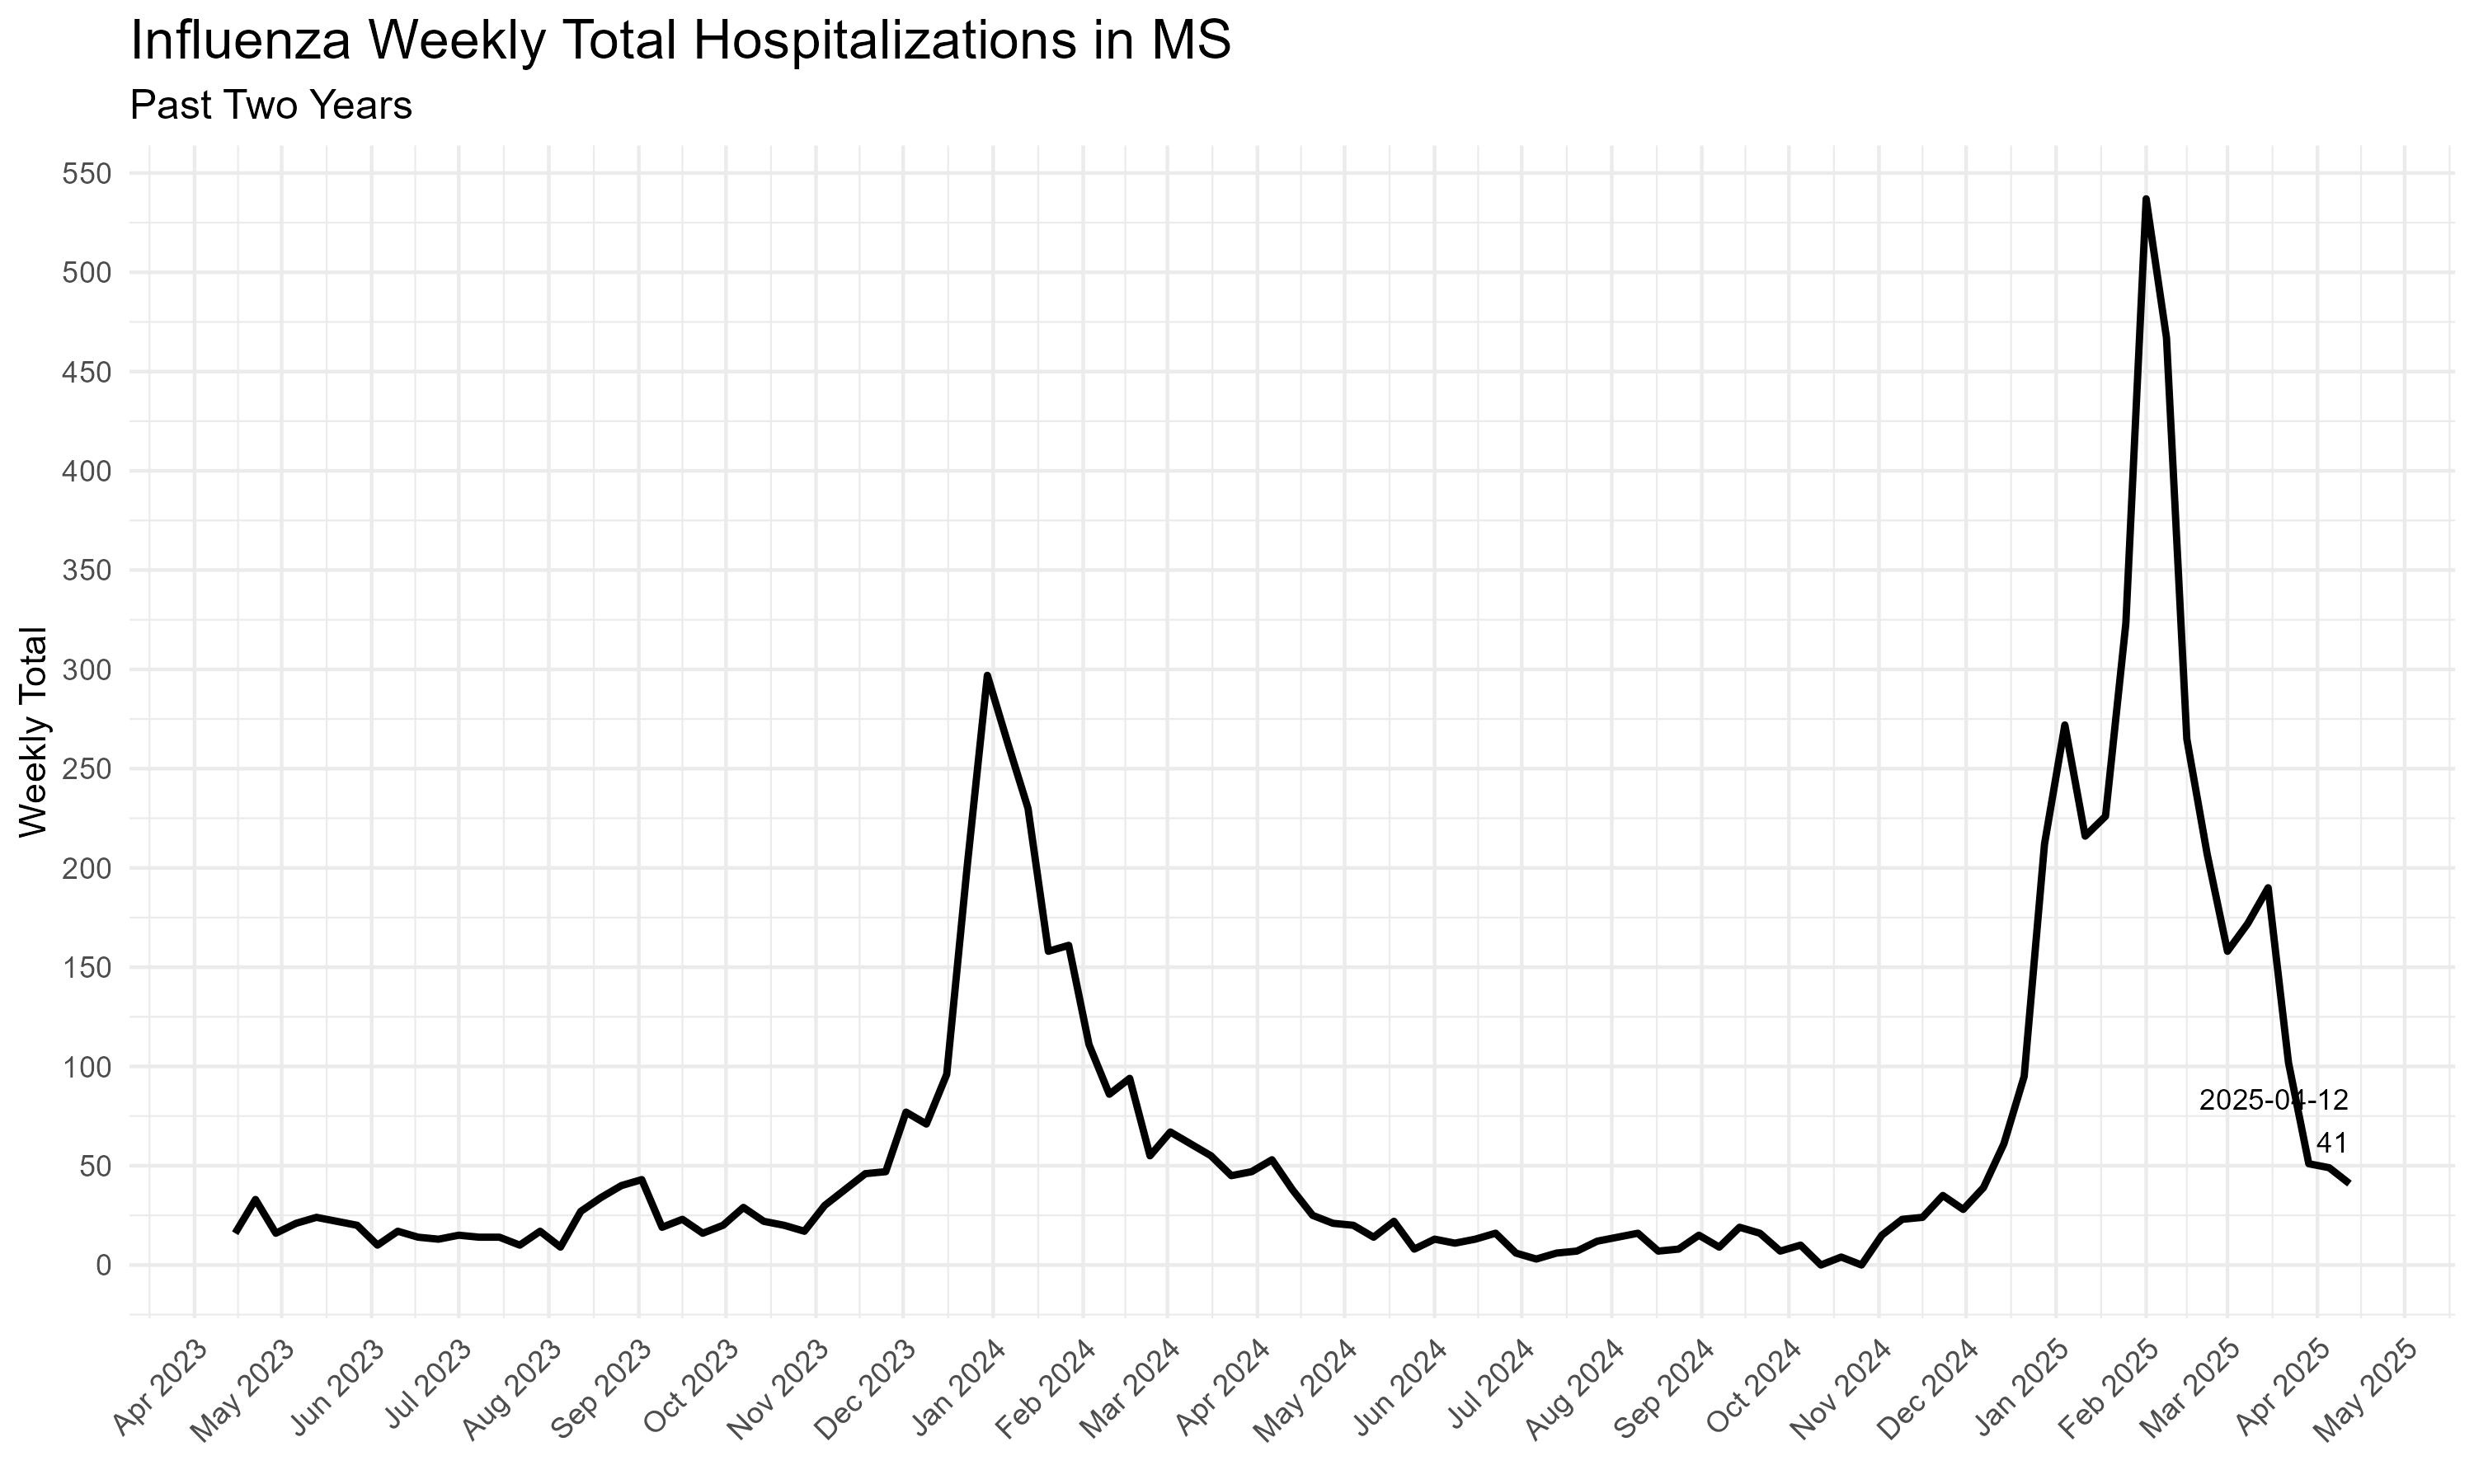 Influenza Weekly Total Hospitalizations in MS
Past Two Years
Weekly Total
550
500
450
400
350
300
250
200
150
100
50
0
2025-04-12
41
Apr 2023
May 2023
Jun 2023
Jul 2023
Aug 2023
Sep 2023
Oct 2023
Nov 2023
Dec 2023
Jan 2024
Feb 2024
Mar 2024
Apr 2024
May 2024
Jun 2024
Jul 2024
Aug 2024
Sep 2024
Oct 2024
Nov 2024
Dec 2024
Jan 2025
Feb 2025
Mar 2025
Apr 2025
May 2025